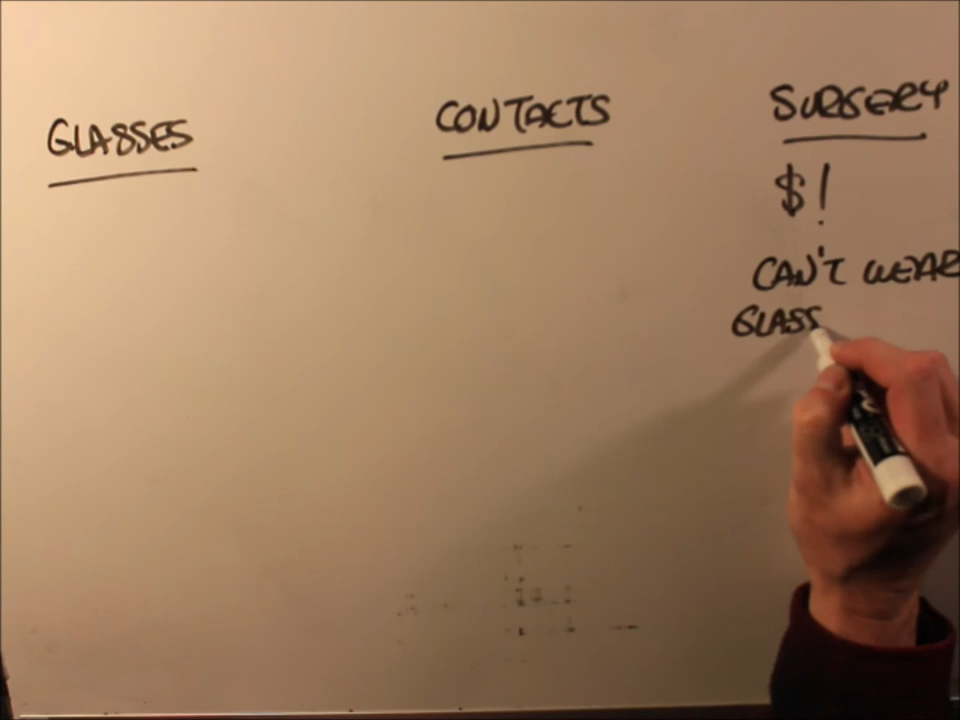 GLASSES
CONTACTS
SURGERY
$!
CAN'T WEAR
GLASS